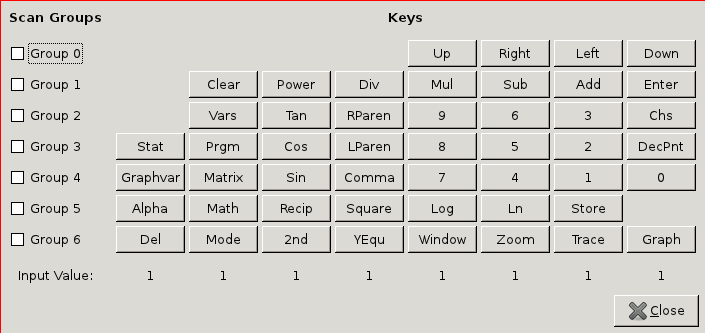 Scan Groups Keys
Group 0 Up Right Left Down
Group 1 Clear Power Div Mul Sub Add Enter
Group 2 Vars Tan RParen 9 6 3 Chs
Group 3 Stat Prgm Cos LParen 8 5 2 DecPnt
Group 4 Graphvar Matrix Sin Comma 7 4 1 0
Group 5 Alpha Math Recip Square Log Ln Store
Group 6 Del Mode 2nd YEqu Window Zoom Trace Graph
Input Value: 1 1 1 1 1 1 1 1
Close